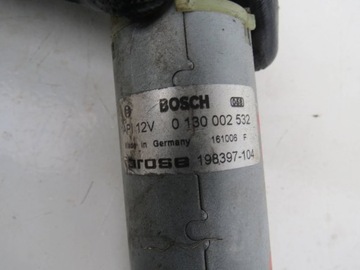 BOSCH
12V 0 130 002 532
Made in Germany 161006 F
brose 198397-104